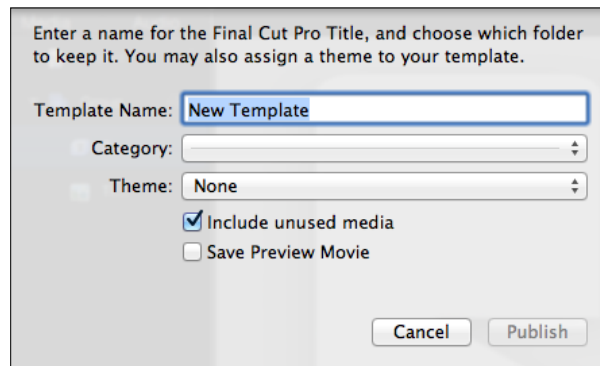 Enter a name for the Final Cut Pro Title, and choose which folder
to keep it. You may also assign a theme to your template.
Template Name: New Template
Category:
Theme: None
Include unused media
Save Preview Movie
Cancel Publish